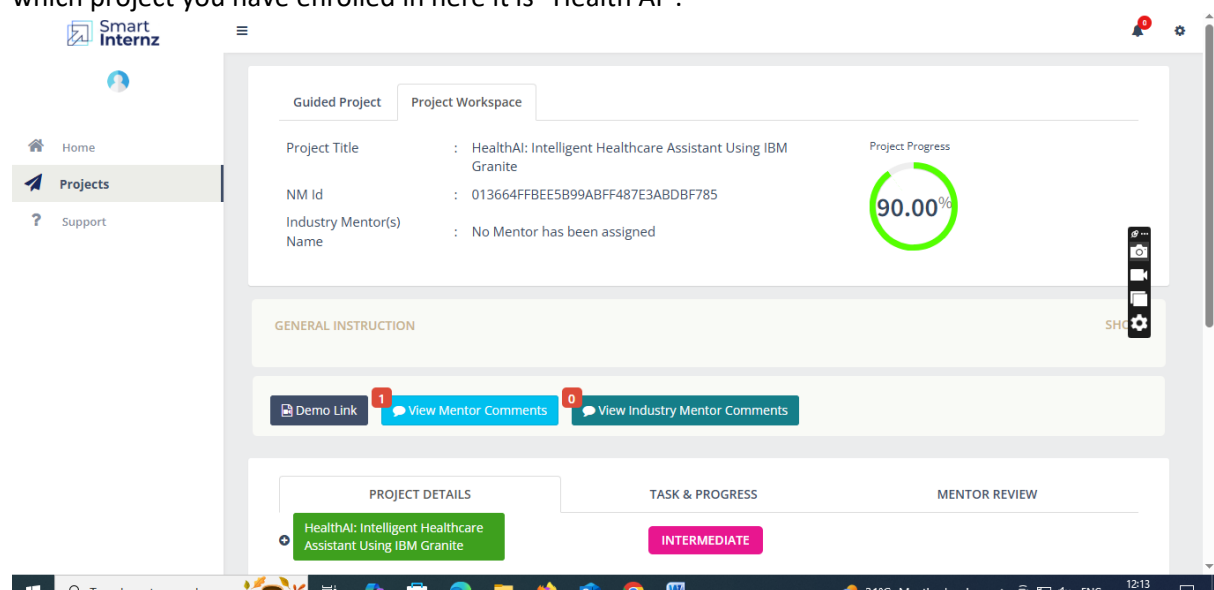 which project you have enrolled in here it is "Health AI".
Smart
Internz
0
Home
Projects
Support
Guided Project
Project Workspace
Project Title : HealthAI: Intelligent Healthcare Assistant Using IBM
Granite
NM Id : 013664FFBEE5B99ABFF487E3ABDBF785
Industry Mentor(s)
Name : No Mentor has been assigned
Project Progress
90.00%
GENERAL INSTRUCTION
Demo Link
1
View Mentor Comments
0
View Industry Mentor Comments
PROJECT DETAILS
TASK & PROGRESS
MENTOR REVIEW
HealthAI: Intelligent Healthcare
Assistant Using IBM Granite
INTERMEDIATE
12:13